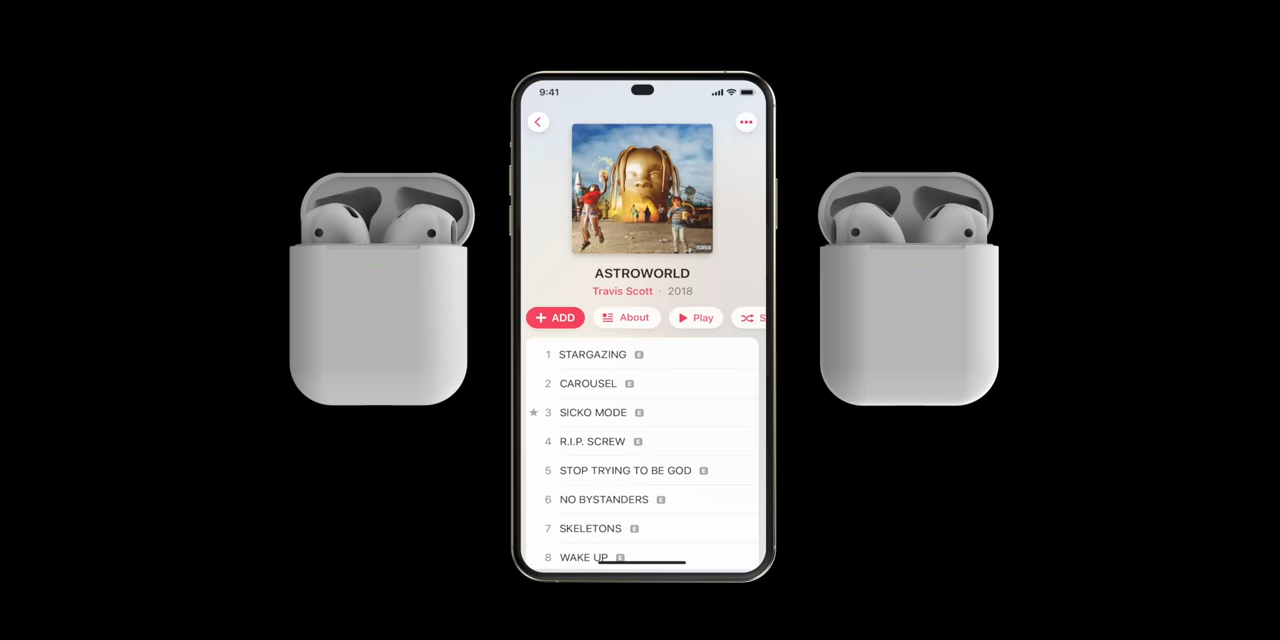 9:41
ASTROWORLD
Travis Scott · 2018
ADD
About
Play
S
1 STARGAZING E
2 CAROUSEL E
3 SICKO MODE E
4 R.I.P. SCREW E
5 STOP TRYING TO BE GOD E
6 NO BYSTANDERS E
7 SKELETONS E
8 WAKE UP E